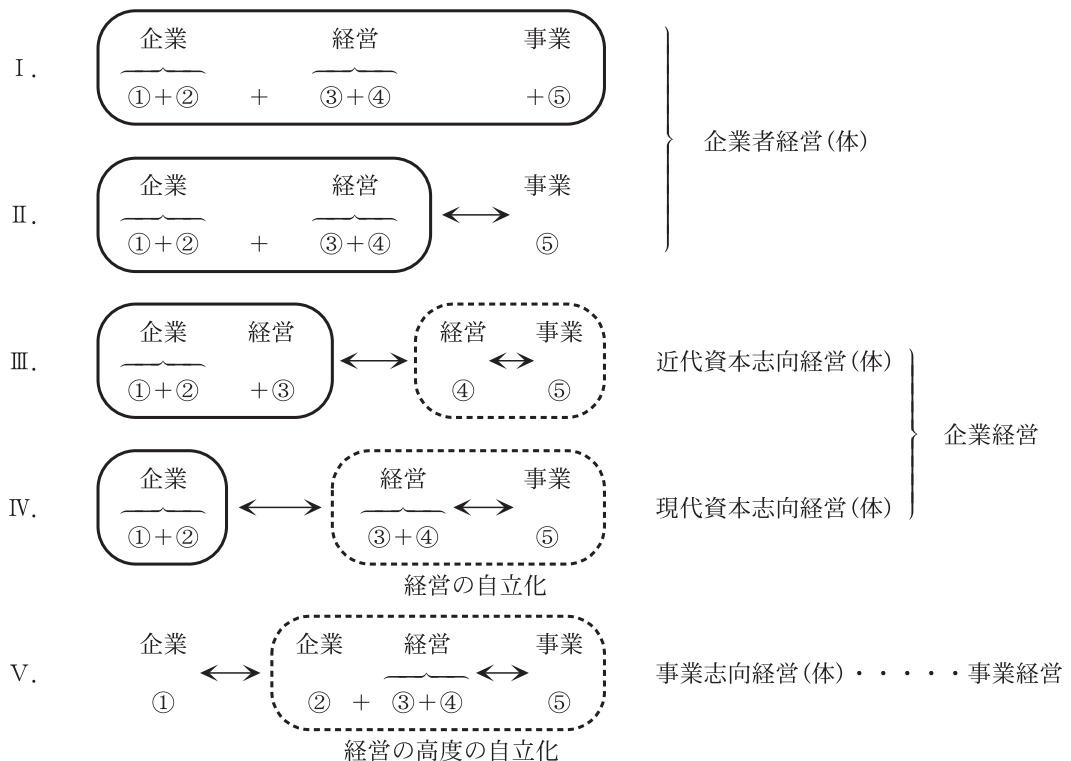 企業 経営 事業
Ⅰ.
①+② + ③+④ +⑤
企業者経営(体)
企業 経営 事業
Ⅱ.
①+② + ③+④ ⑤
企業 経営 経営 事業
Ⅲ. 近代資本志向経営(体)
①+② +③ ④ ⑤
企業経営
企業 経営 事業
Ⅳ. 現代資本志向経営(体)
①+② ③+④ ⑤
経営の自立化
企業 企業 経営 事業
Ⅴ. 事業志向経営(体)・・・・・事業経営
① ② + ③+④ ⑤
経営の高度の自立化